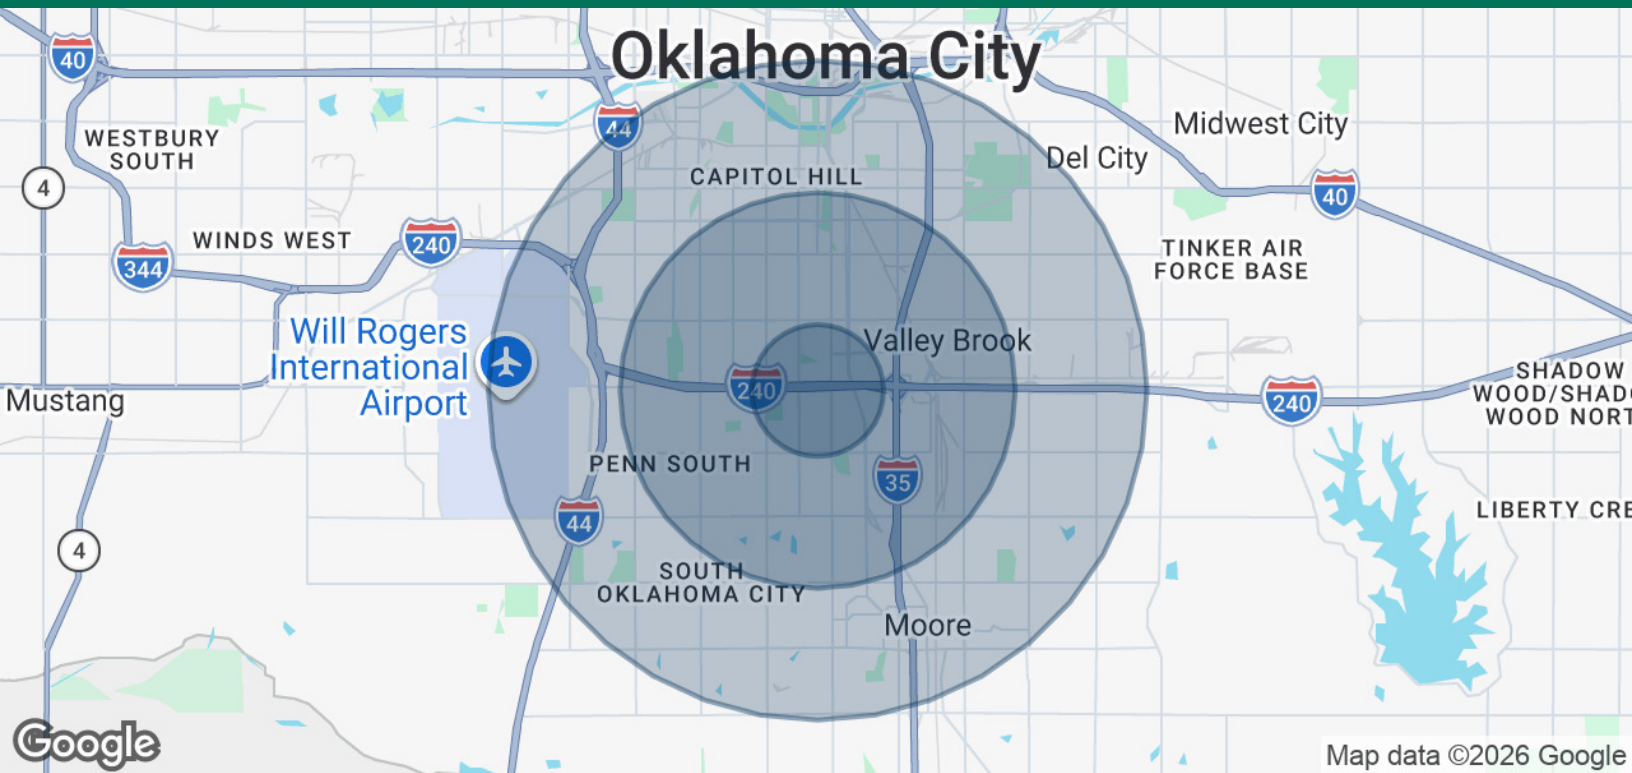 Oklahoma City
40
44
WESTBURY
SOUTH
Midwest City
Del City
CAPITOL HILL
4
40
WINDS WEST
240
344
TINKER AIR
FORCE BASE
Will Rogers
International
Airport
Valley Brook
240
240
Mustang
SHADOW
WOOD/SHAD
WOOD NORT
PENN SOUTH
35
44
LIBERTY CRE
4
SOUTH
OKLAHOMA CITY
Moore
Google
Map data ©2026 Google